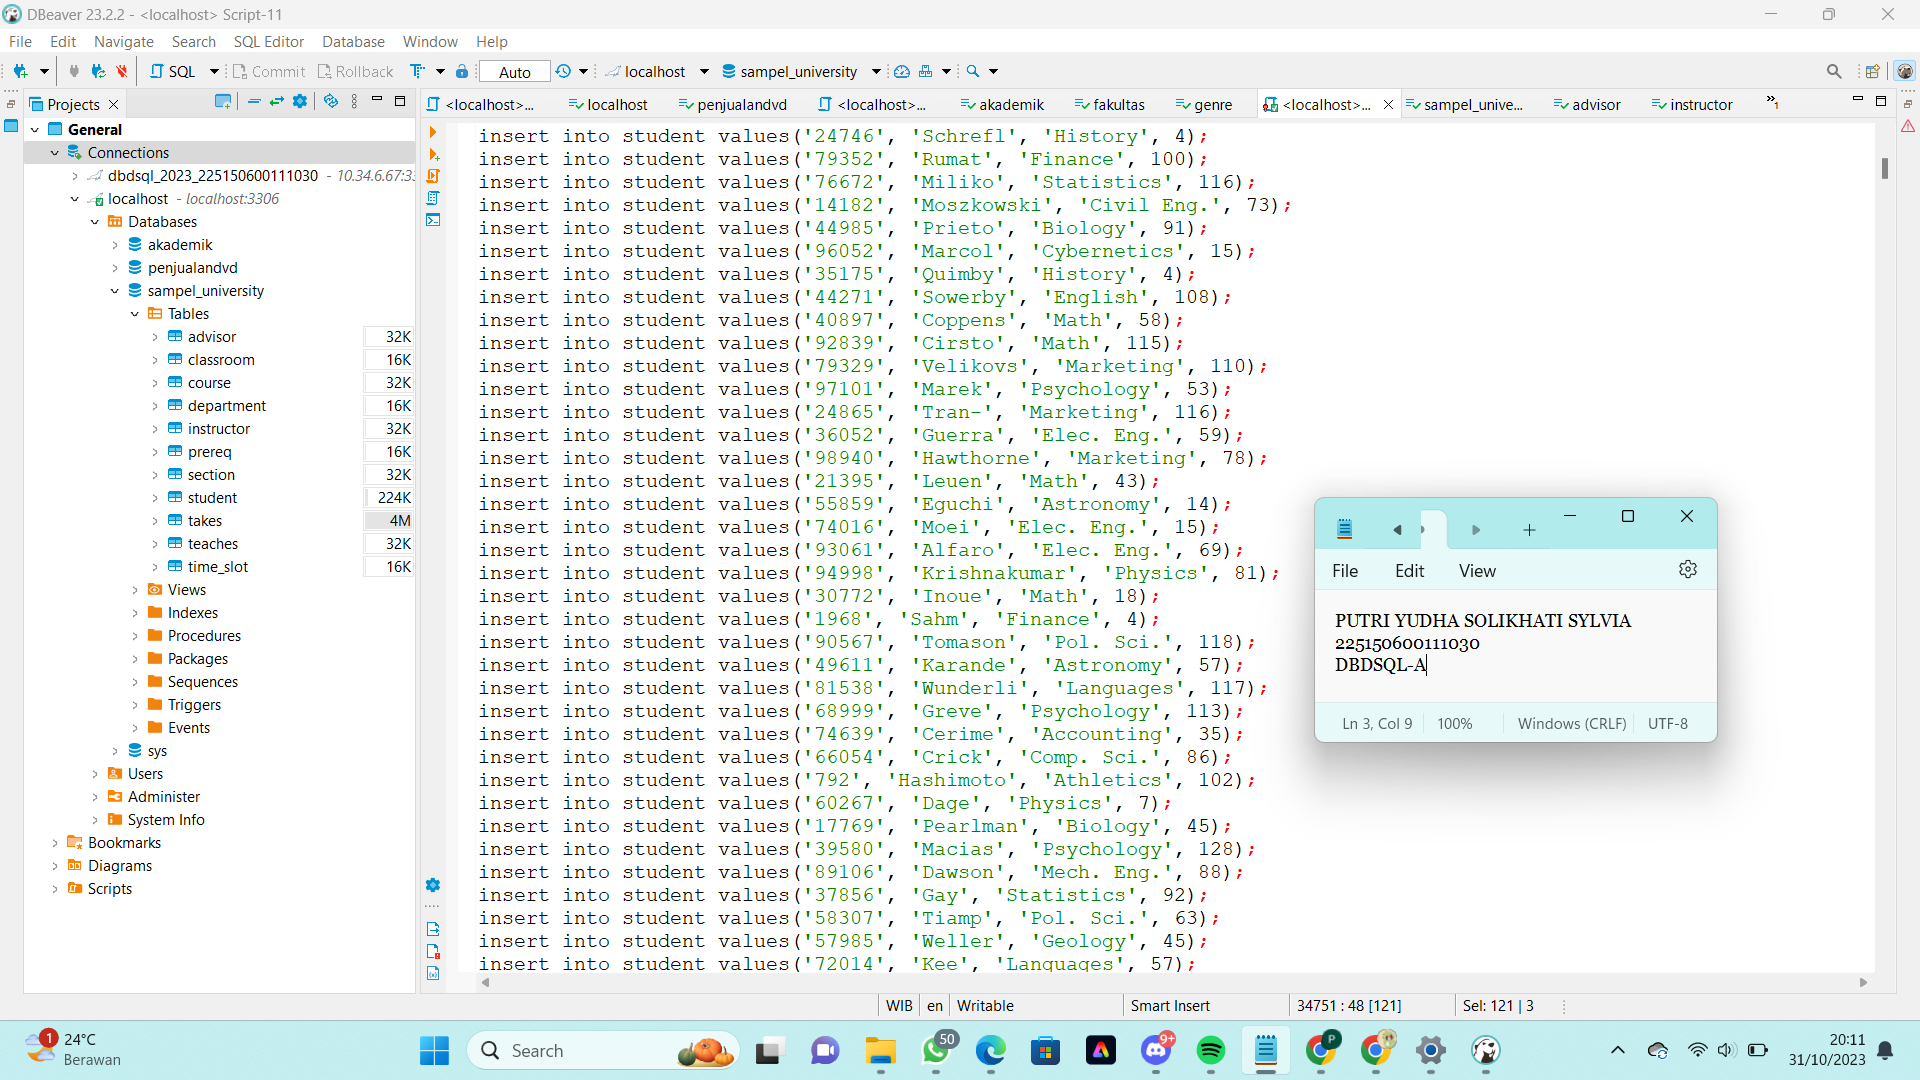 DBeaver 23.2.2 - <localhost> Script-11
File Edit Navigate Search SQL Editor Database Window Help
SQL Commit Rollback Auto localhost sampel_university
Projects
<localhost>... localhost penjualandvd <localhost>... akademik fakultas genre <localhost>... sampel_unive... advisor instructor »1
General
Connections
dbdsql_2023_225150600111030 - 10.34.6.67:33
localhost - localhost:3306
Databases
akademik
penjualandvd
sampel_university
Tables
advisor 32K
classroom 16K
course 32K
department 16K
instructor 32K
prereq 16K
section 32K
student 224K
takes 4M
teaches 32K
time_slot 16K
Views
Indexes
Procedures
Packages
Sequences
Triggers
Events
sys
Users
Administer
System Info
Bookmarks
Diagrams
Scripts
insert into student values('24746', 'Schrefl', 'History', 4);
insert into student values('79352', 'Rumat', 'Finance', 100);
insert into student values('76672', 'Miliko', 'Statistics', 116);
insert into student values('14182', 'Moszkowski', 'Civil Eng.', 73);
insert into student values('44985', 'Prieto', 'Biology', 91);
insert into student values('96052', 'Marcol', 'Cybernetics', 15);
insert into student values('35175', 'Quimby', 'History', 4);
insert into student values('44271', 'Sowerby', 'English', 108);
insert into student values('40897', 'Coppens', 'Math', 58);
insert into student values('92839', 'Cirsto', 'Math', 115);
insert into student values('79329', 'Velikovs', 'Marketing', 110);
insert into student values('97101', 'Marek', 'Psychology', 53);
insert into student values('24865', 'Tran-', 'Marketing', 116);
insert into student values('36052', 'Guerra', 'Elec. Eng.', 59);
insert into student values('98940', 'Hawthorne', 'Marketing', 78);
insert into student values('21395', 'Leuen', 'Math', 43);
insert into student values('55859', 'Eguchi', 'Astronomy', 14);
insert into student values('74016', 'Moei', 'Elec. Eng.', 15);
insert into student values('93061', 'Alfaro', 'Elec. Eng.', 69);
insert into student values('94998', 'Krishnakumar', 'Physics', 81);
insert into student values('30772', 'Inoue', 'Math', 18);
insert into student values('1968', 'Sahm', 'Finance', 4);
insert into student values('90567', 'Tomason', 'Pol. Sci.', 118);
insert into student values('49611', 'Karande', 'Astronomy', 57);
insert into student values('81538', 'Wunderli', 'Languages', 117);
insert into student values('68999', 'Greve', 'Psychology', 113);
insert into student values('74639', 'Cerime', 'Accounting', 35);
insert into student values('66054', 'Crick', 'Comp. Sci.', 86);
insert into student values('792', 'Hashimoto', 'Athletics', 102);
insert into student values('60267', 'Dage', 'Physics', 7);
insert into student values('17769', 'Pearlman', 'Biology', 45);
insert into student values('39580', 'Macias', 'Psychology', 128);
insert into student values('89106', 'Dawson', 'Mech. Eng.', 88);
insert into student values('37856', 'Gay', 'Statistics', 92);
insert into student values('58307', 'Tiamp', 'Pol. Sci.', 63);
insert into student values('57985', 'Weller', 'Geology', 45);
insert into student values('72014', 'Kee', 'Languages', 57);
File Edit View
PUTRI YUDHA SOLIKHATI SYLVIA
225150600111030
DBDSQL-A
Ln 3, Col 9 100% Windows (CRLF) UTF-8
WIB en Writable Smart Insert 34751 : 48 [121] Sel: 121 | 3
1 24°C
Berawan
Search
50
9+
P
20:11
31/10/2023